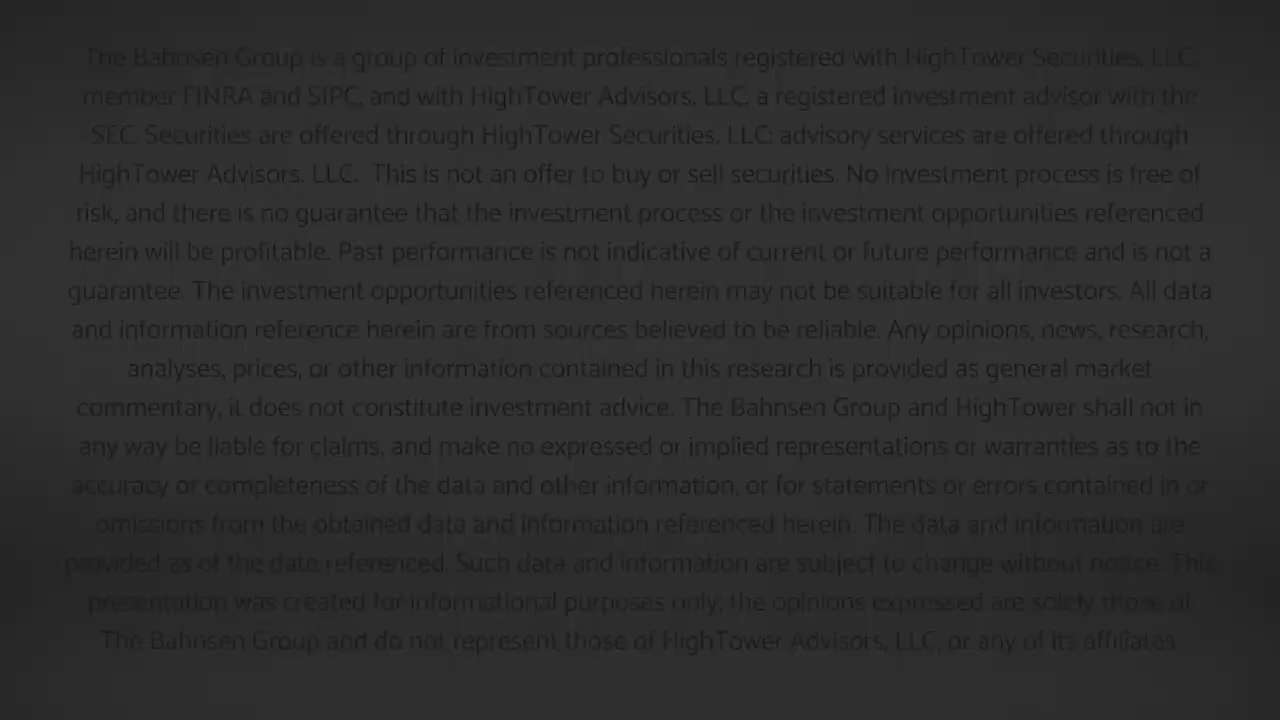 The Bahnsen Group is a group of investment professionals registered with HighTower Securities, LLC,
member FINRA and SIPC, and with HighTower Advisors, LLC, a registered investment advisor with the
SEC. Securities are offered through HighTower Securities, LLC; advisory services are offered through
HighTower Advisors, LLC.  This is not an offer to buy or sell securities. No investment process is free of
risk, and there is no guarantee that the investment process or the investment opportunities referenced
herein will be profitable. Past performance is not indicative of current or future performance and is not a
guarantee. The investment opportunities referenced herein may not be suitable for all investors. All data
and information reference herein are from sources believed to be reliable. Any opinions, news, research,
analyses, prices, or other information contained in this research is provided as general market
commentary, it does not constitute investment advice. The Bahnsen Group and HighTower shall not in
any way be liable for claims, and make no expressed or implied representations or warranties as to the
accuracy or completeness of the data and other information, or for statements or errors contained in or
omissions from the obtained data and information referenced herein. The data and information are
provided as of the date referenced. Such data and information are subject to change without notice. This
presentation was created for informational purposes only; the opinions expressed are solely those of
The Bahnsen Group and do not represent those of HighTower Advisors, LLC, or any of its affiliates.